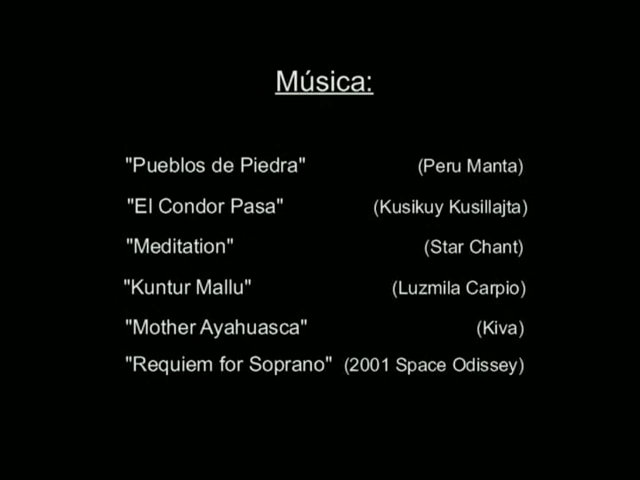 Música:
"Pueblos de Piedra" (Peru Manta)
"El Condor Pasa" (Kusikuy Kusillajta)
"Meditation" (Star Chant)
"Kuntur Mallu" (Luzmila Carpio)
"Mother Ayahuasca" (Kiva)
"Requiem for Soprano" (2001 Space Odissey)